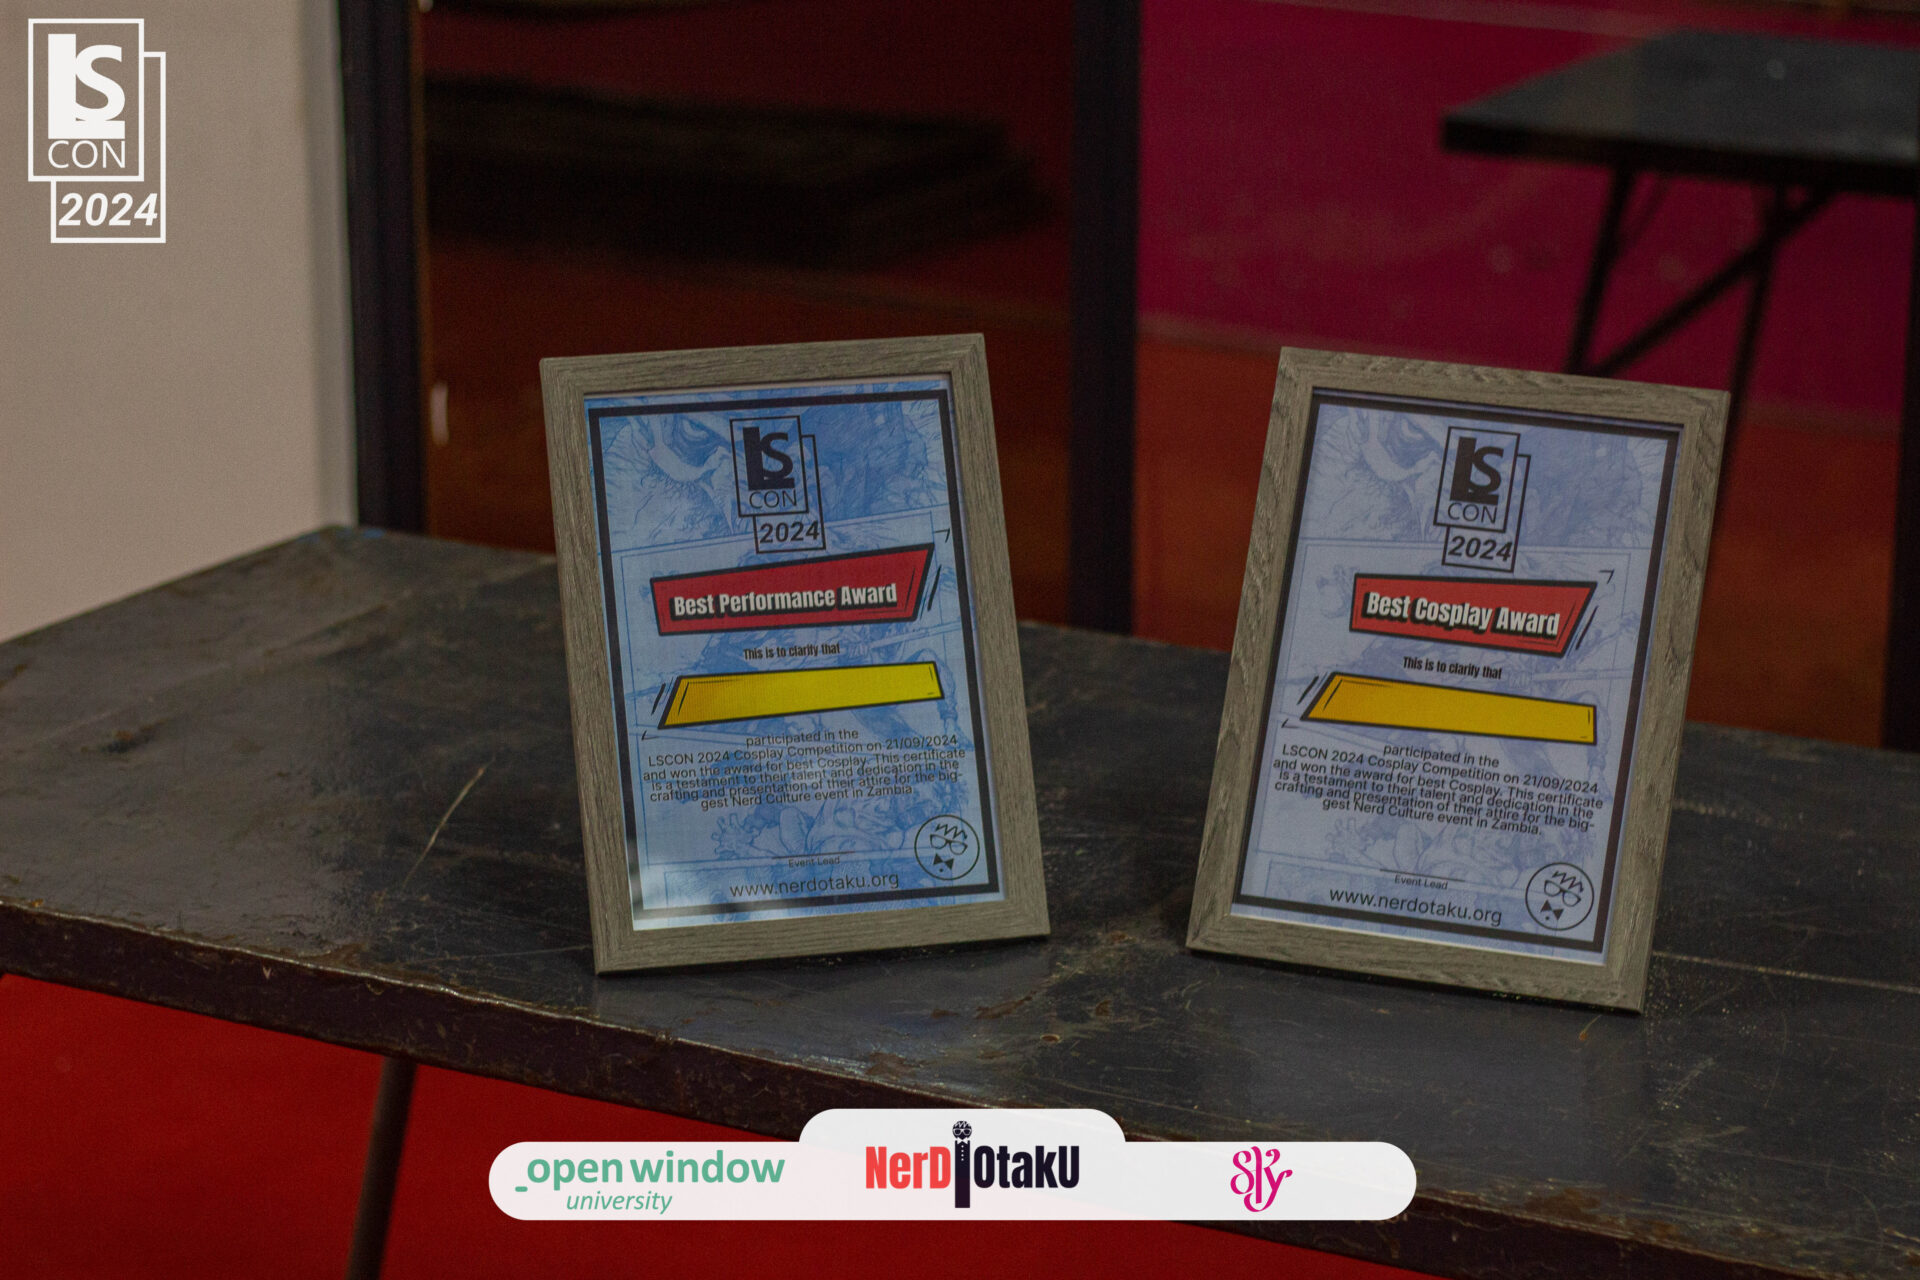 LS
CON
2024
LS
CON
2024
Best Performance Award
This is to clarify that
participated in the
LSCON 2024 Cosplay Competition on 21/09/2024
and won the award for best Cosplay. This certificate
is a testament to their talent and dedication in the
crafting and presentation of their attire for the big-
gest Nerd Culture event in Zambia.
Event Lead
www.nerdotaku.org
LS
CON
2024
Best Cosplay Award
This is to clarify that
participated in the
LSCON 2024 Cosplay Competition on 21/09/2024
and won the award for best Cosplay. This certificate
is a testament to their talent and dedication in the
crafting and presentation of their attire for the big-
gest Nerd Culture event in Zambia.
Event Lead
www.nerdotaku.org
_open window
university
NerD OtakU
sky